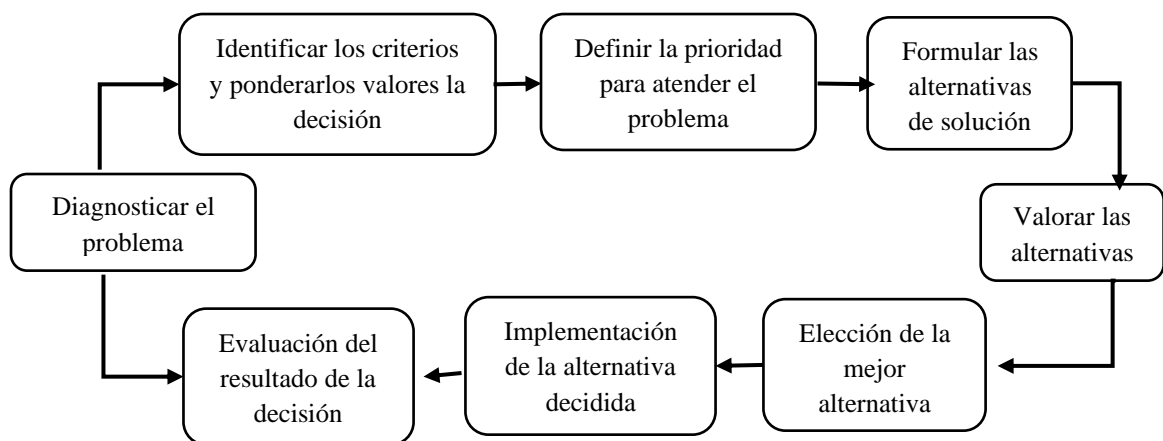 Identificar los criterios
y ponderarlos valores la
decisión
Definir la prioridad
para atender el
problema
Formular las
alternativas
de solución
Diagnosticar el
problema
Valorar las
alternativas
Evaluación del
resultado de la
decisión
Implementación
de la alternativa
decidida
Elección de la
mejor
alternativa